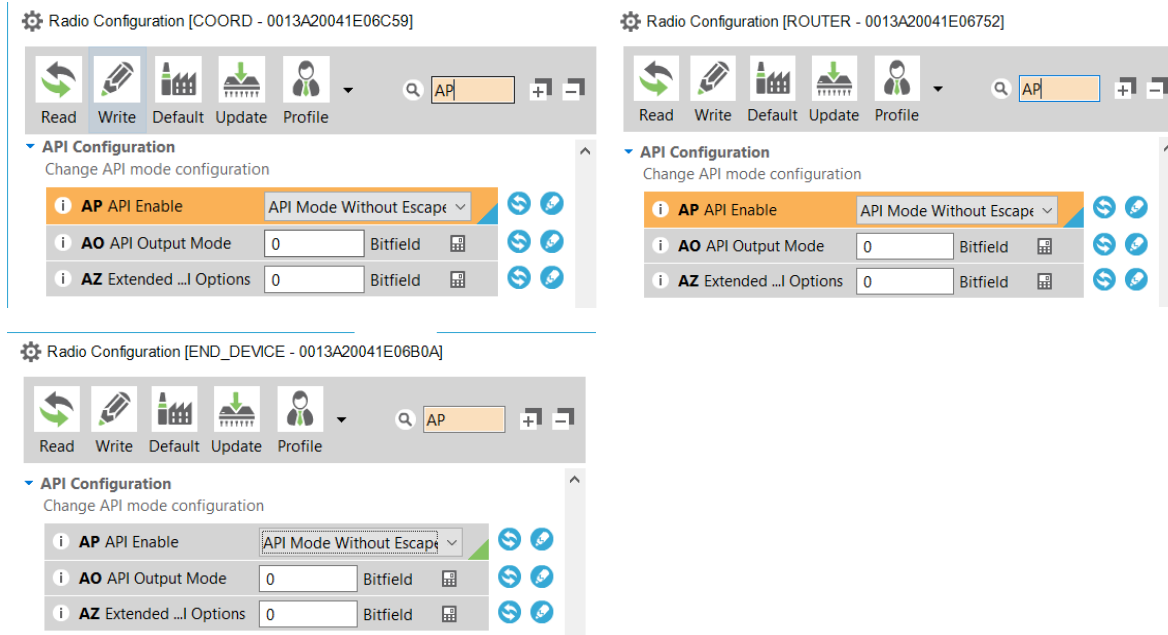 Radio Configuration [COORD - 0013A20041E06C59]
AP
Read Write Default Update Profile
API Configuration
Change API mode configuration
i AP API Enable API Mode Without Escape
i AO API Output Mode 0 Bitfield
i AZ Extended ...I Options 0 Bitfield
Radio Configuration [ROUTER - 0013A20041E06752]
AP
Read Write Default Update Profile
API Configuration
Change API mode configuration
i AP API Enable API Mode Without Escape
i AO API Output Mode 0 Bitfield
i AZ Extended ...I Options 0 Bitfield
Radio Configuration [END_DEVICE - 0013A20041E06B0A]
AP
Read Write Default Update Profile
API Configuration
Change API mode configuration
i AP API Enable API Mode Without Escape
i AO API Output Mode 0 Bitfield
i AZ Extended ...I Options 0 Bitfield